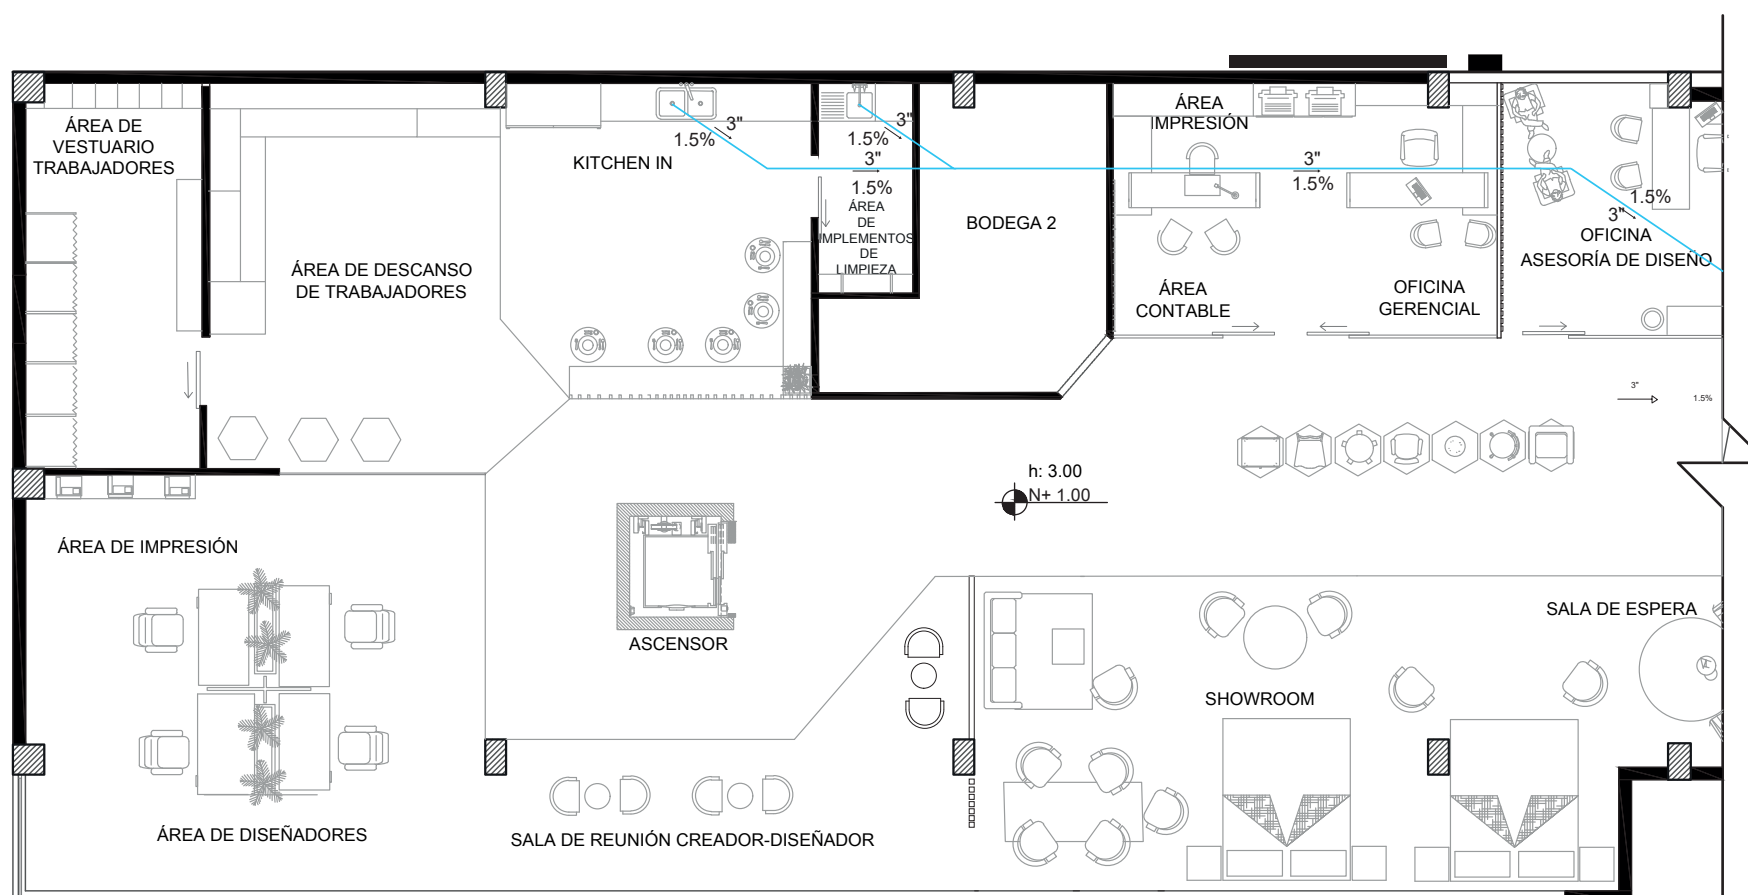 ÁREA DE
VESTUARIO
TRABAJADORES
ÁREA DE DESCANSO
DE TRABAJADORES
KITCHEN IN
3"
1.5%
3"
1.5%
3"
1.5%
ÁREA
DE
IMPLEMENTOS
DE
LIMPIEZA
BODEGA 2
ÁREA
IMPRESIÓN
3"
1.5%
ÁREA
CONTABLE
OFICINA
GERENCIAL
1.5%
3"
OFICINA
ASESORÍA DE DISEÑO
3"
1.5%
h: 3.00
N+ 1.00
ÁREA DE IMPRESIÓN
ASCENSOR
SALA DE ESPERA
SHOWROOM
ÁREA DE DISEÑADORES
SALA DE REUNIÓN CREADOR-DISEÑADOR